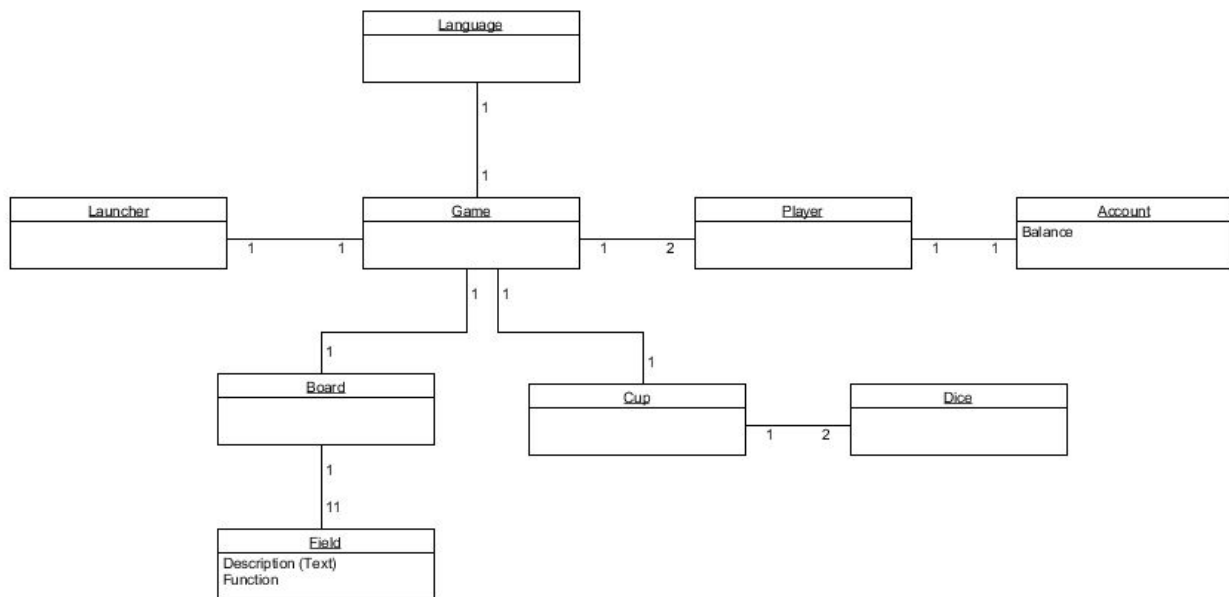 Language
1
1
Launcher
Game
Player
Account
Balance
1
1
1
2
1
1
1
1
1
1
Board
Cup
Dice
1
2
1
11
Field
Description (Text)
Function